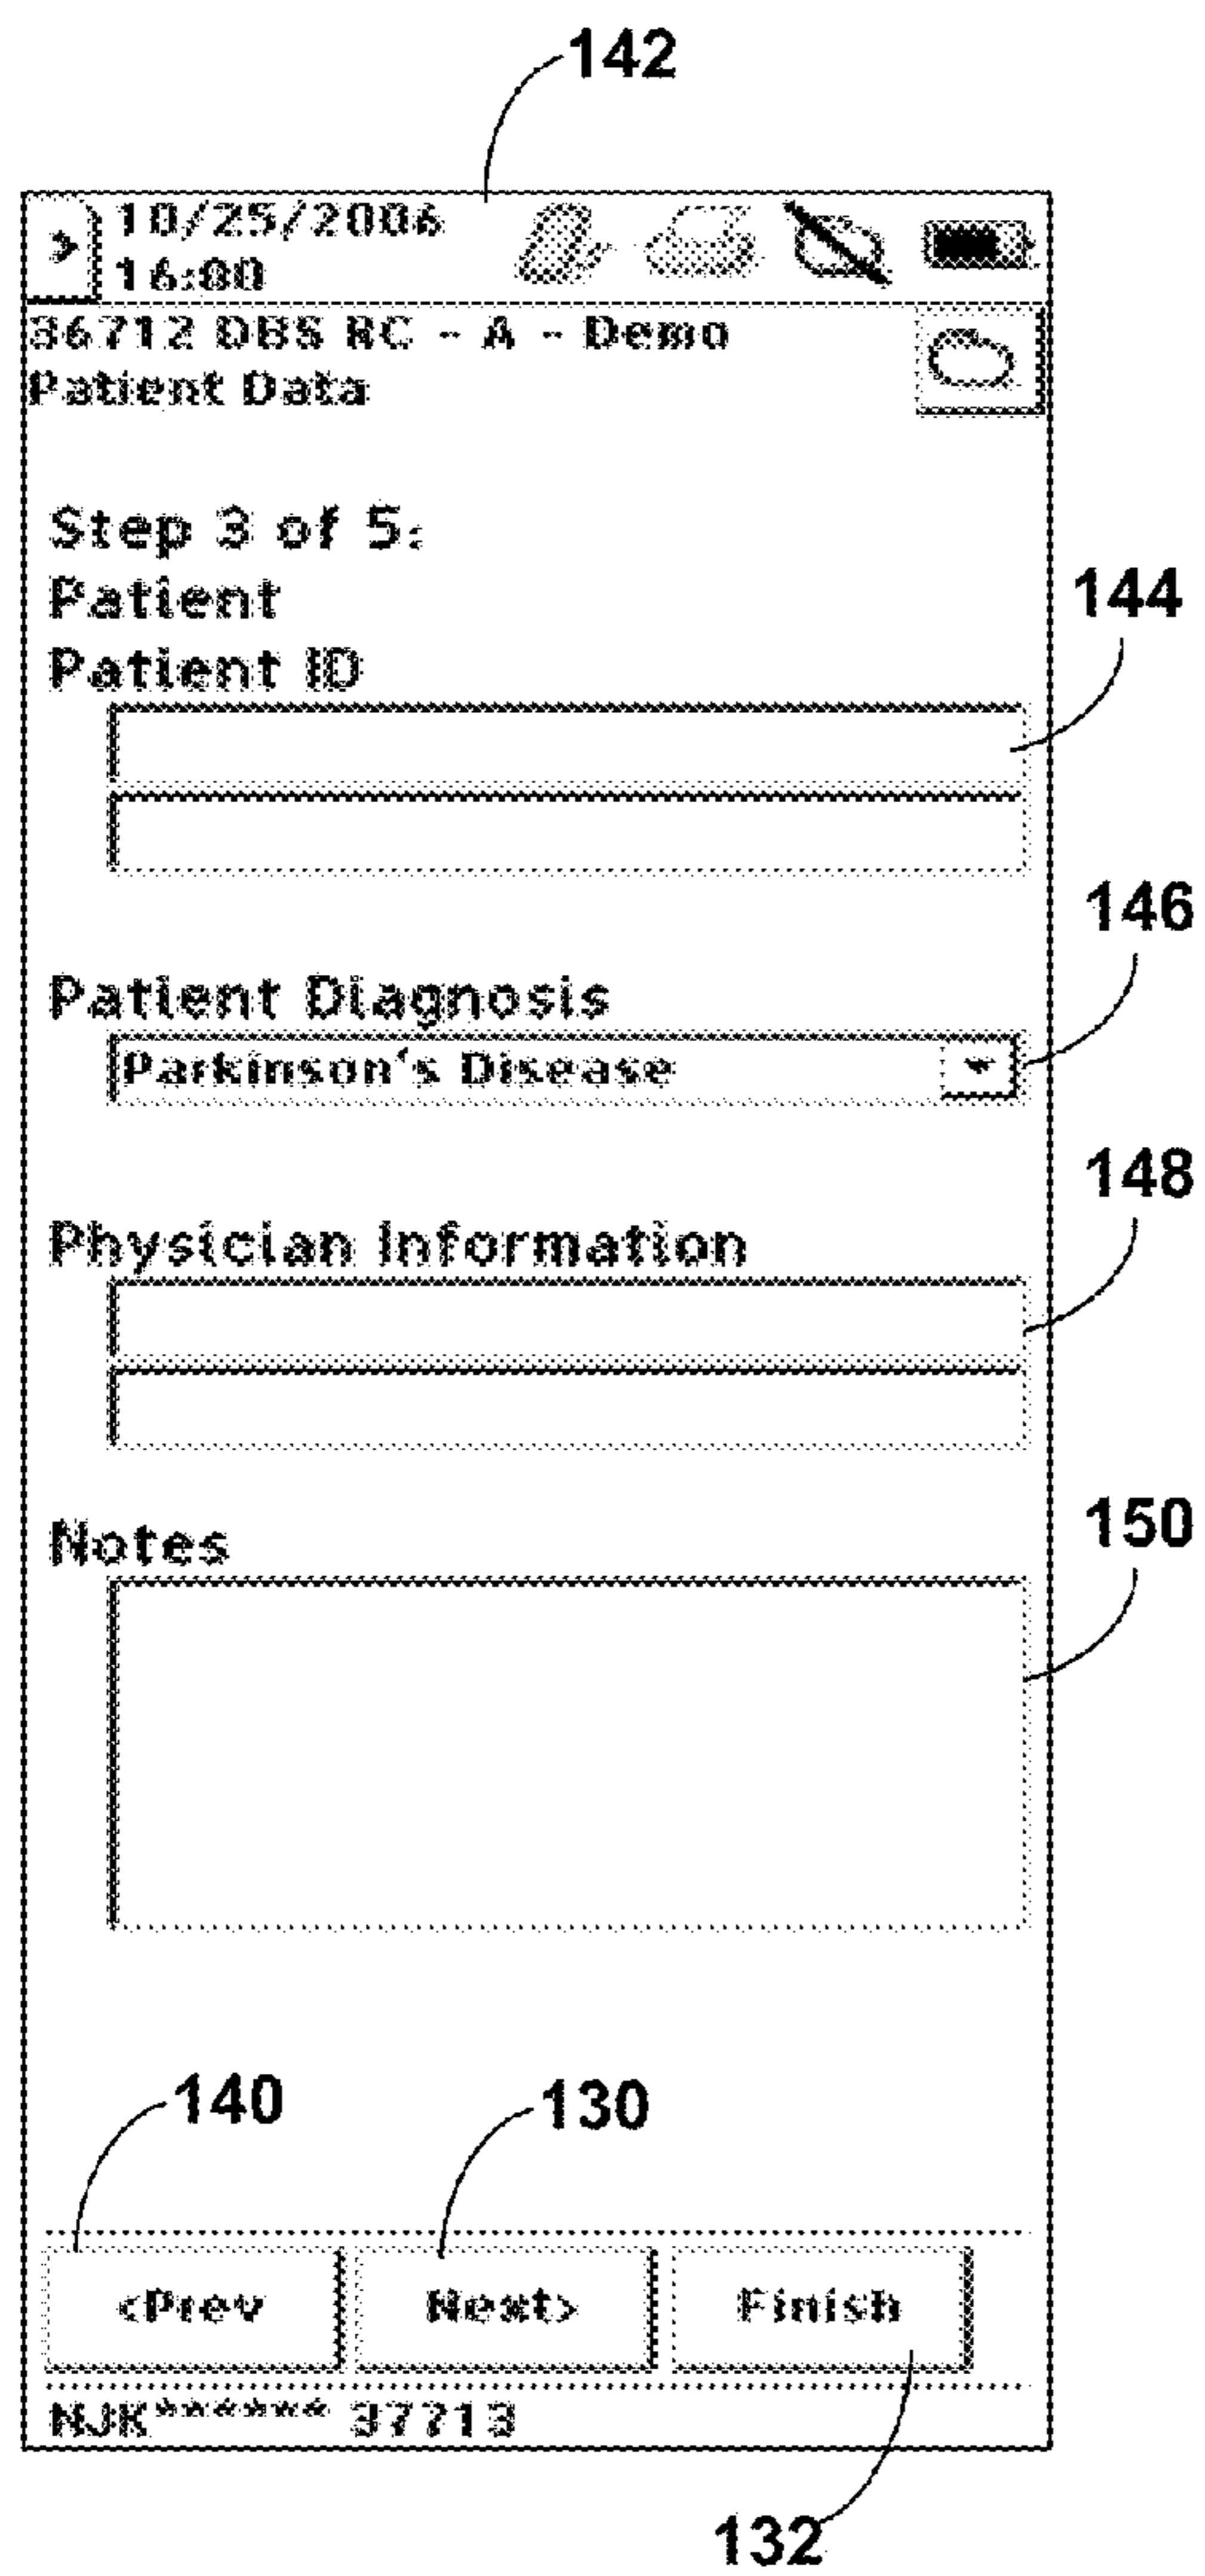 142
10/25/2006
16:00
36712 DBS RC - A - Demo
Patient Data
Step 3 of 5:
Patient
144
Patient ID
146
Patient Diagnosis
Parkinson's Disease
148
Physician Information
150
Notes
140
130
<Prev
Next>
Finish
NJK******* 37713
132